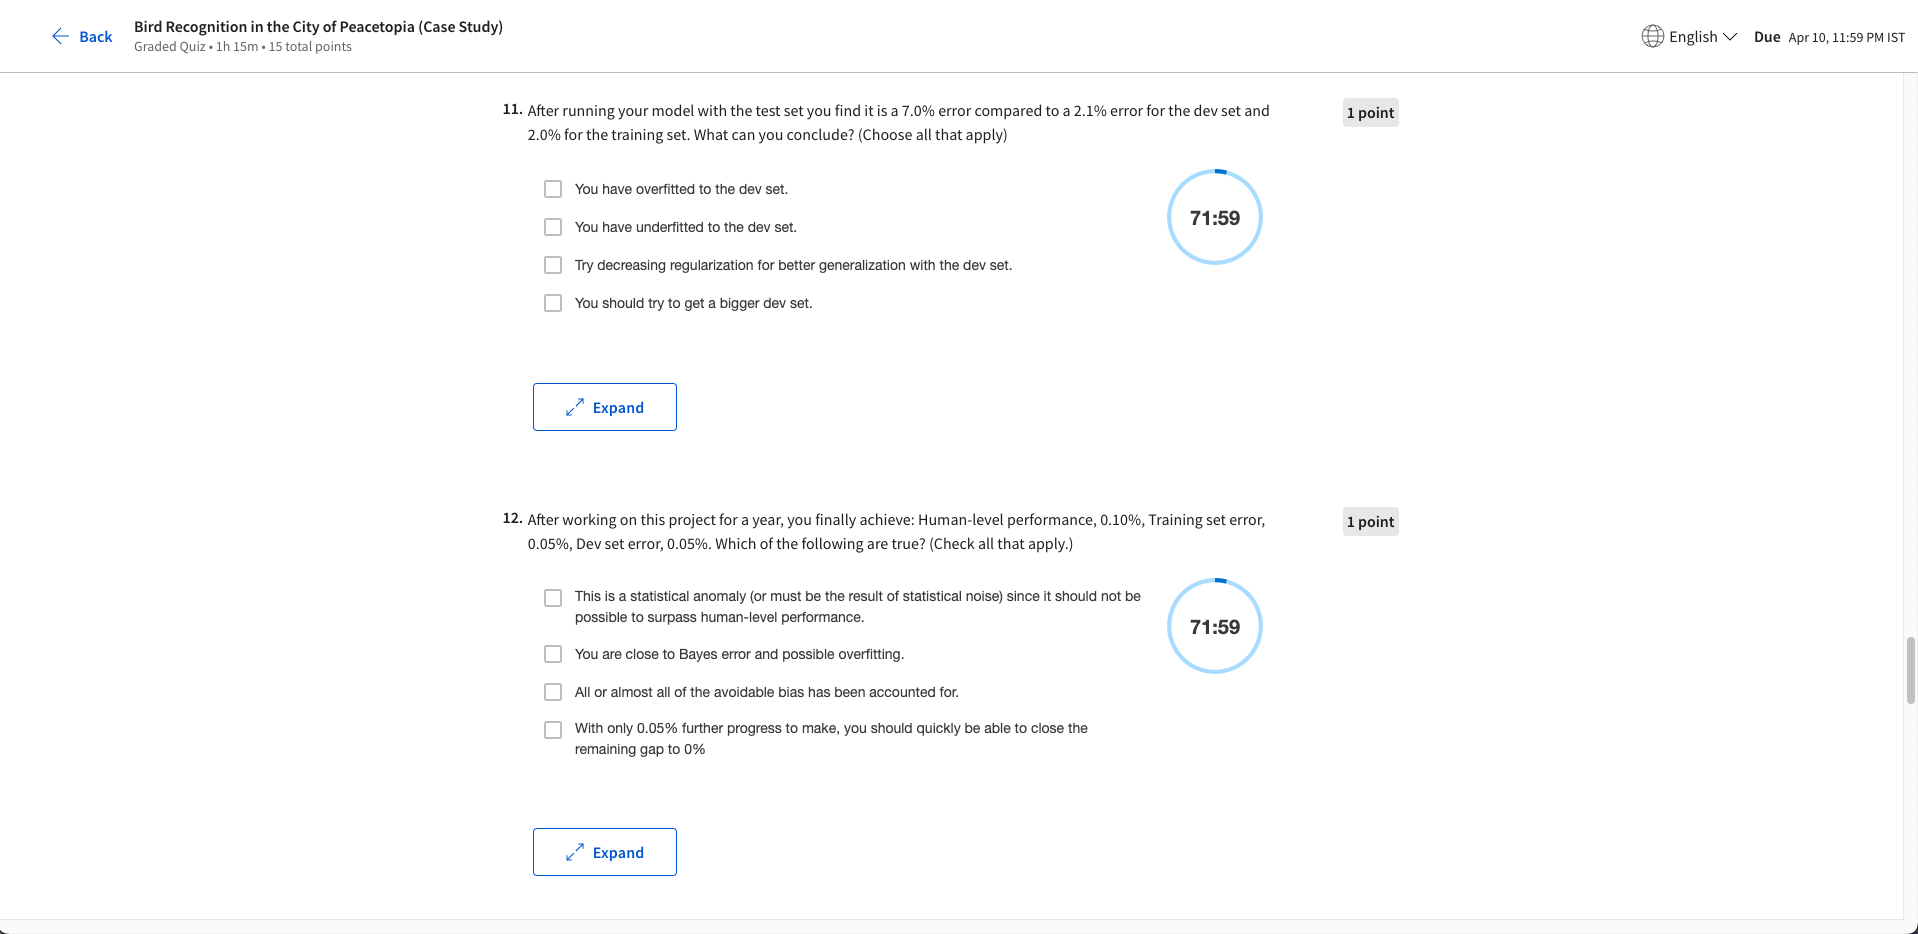 Back
Bird Recognition in the City of Peacetopia (Case Study)
Graded Quiz • 1h 15m • 15 total points
English
Due Apr 10, 11:59 PM IST
11. After running your model with the test set you find it is a 7.0% error compared to a 2.1% error for the dev set and
2.0% for the training set. What can you conclude? (Choose all that apply)
1 point
You have overfitted to the dev set.
You have underfitted to the dev set.
Try decreasing regularization for better generalization with the dev set.
You should try to get a bigger dev set.
71:59
Expand
12. After working on this project for a year, you finally achieve: Human-level performance, 0.10%, Training set error,
0.05%, Dev set error, 0.05%. Which of the following are true? (Check all that apply.)
1 point
This is a statistical anomaly (or must be the result of statistical noise) since it should not be
possible to surpass human-level performance.
You are close to Bayes error and possible overfitting.
All or almost all of the avoidable bias has been accounted for.
With only 0.05% further progress to make, you should quickly be able to close the
remaining gap to 0%
71:59
Expand